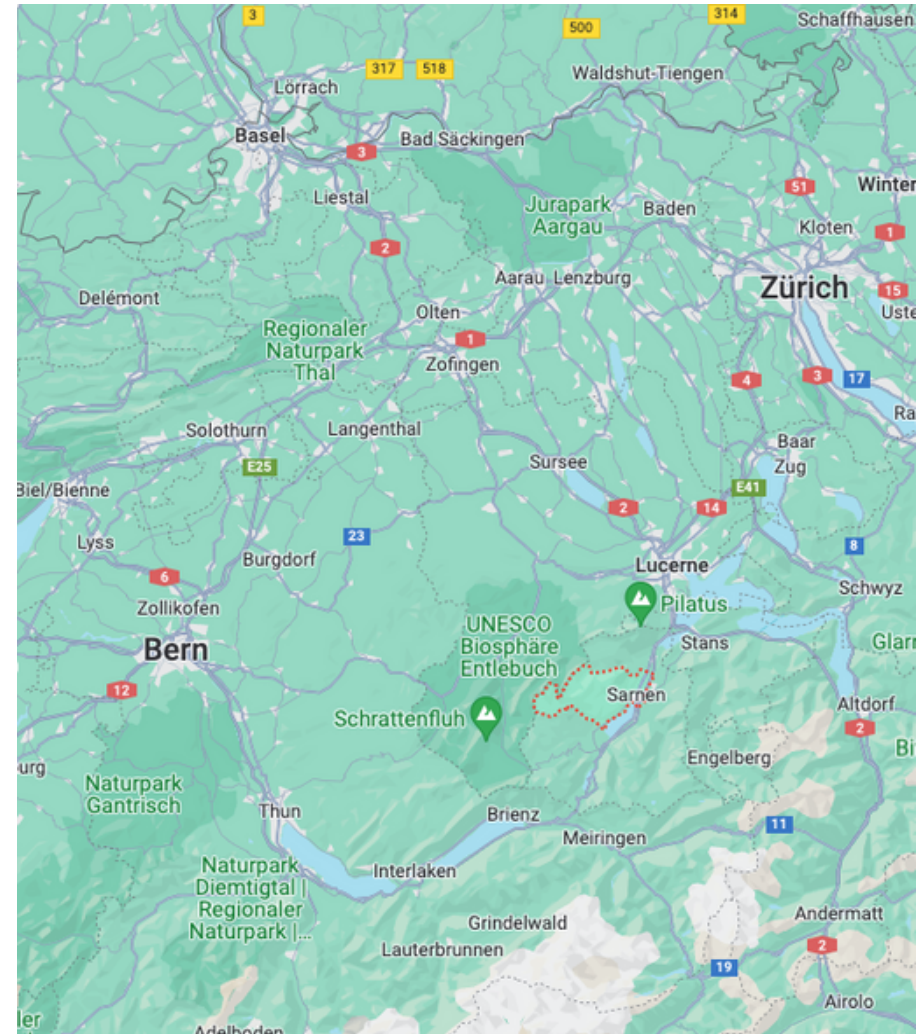 3
314
500
Schaffhausen
317
518
Waldshut-Tiengen
Lörrach
Basel
Bad Säckingen
3
51
Winter
Liestal
Jurapark
Aargau
Baden
Kloten
1
2
Aarau
Lenzburg
Zürich
15
Delémont
Olten
Uste
Regionaler
Naturpark
Thal
1
Zofingen
4
3
17
Ra
Solothurn
Langenthal
Baar
Zug
E25
Sursee
Biel/Bienne
E41
2
14
23
8
Lyss
Burgdorf
Lucerne
6
Schwyz
Zollikofen
Pilatus
UNESCO
Biosphäre
Entlebuch
Bern
Stans
Glarn
12
Sarnen
Schrattenfluh
Altdorf
2
Bi
Engelberg
urg
Naturpark
Gantrisch
Thun
Brienz
11
Meiringen
Naturpark
Diemtigtal |
Regionaler
Naturpark |...
Interlaken
Grindelwald
Andermatt
Lauterbrunnen
2
19
Airolo
ler
Adelboden